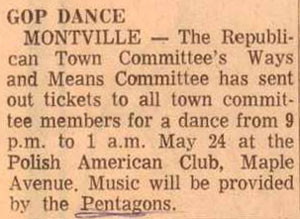 GOP DANCE
MONTVILLE — The Republi-
can Town Committee's Ways
and Means Committee has sent
out tickets to all town commit-
tee members for a dance from 9
p.m. to 1 a.m. May 24 at the
Polish American Club, Maple
Avenue. Music will be provided
by the Pentagons.